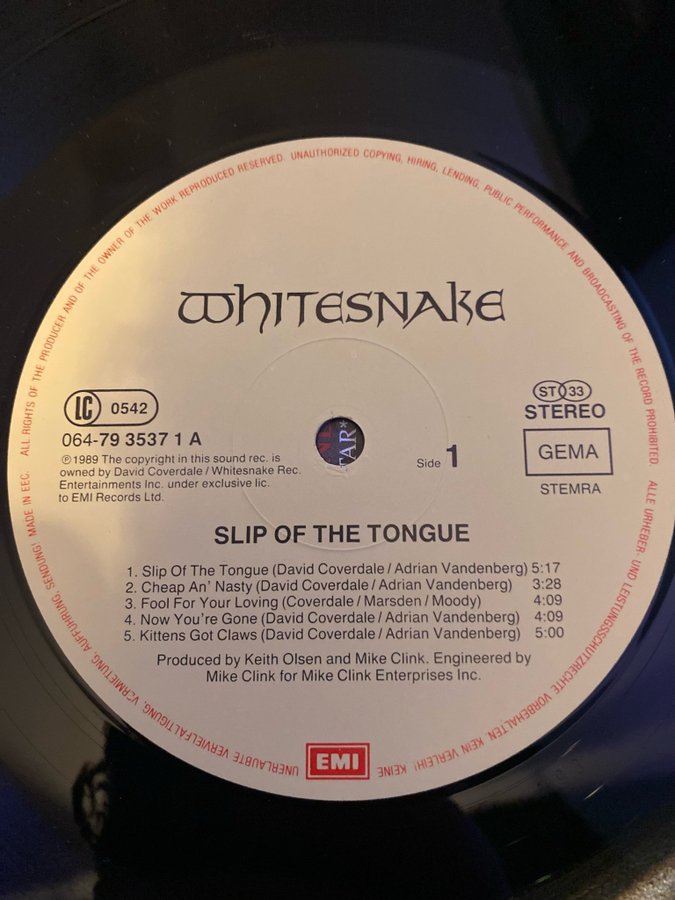 ALL RIGHTS OF THE PRODUCER AND OF THE OWNER OF THE WORK REPRODUCED RESERVED. UNAUTHORIZED COPYING, HIRING, LENDING, PUBLIC PERFORMANCE AND BROADCASTING OF THE RECORD PROHIBITED.
WHITESNAKE
LC 0542
064-79 3537 1 A
℗ 1989 The copyright in this sound rec. is
owned by David Coverdale / Whitesnake Rec.
Entertainments Inc. under exclusive lic.
to EMI Records Ltd.
TAR*
Side 1
ST 33
STEREO
GEMA
STEMRA
SLIP OF THE TONGUE
1. Slip Of The Tongue (David Coverdale / Adrian Vandenberg) 5:17
2. Cheap An' Nasty (David Coverdale / Adrian Vandenberg) 3:28
3. Fool For Your Loving (Coverdale / Marsden / Moody) 4:09
4. Now You're Gone (David Coverdale / Adrian Vandenberg) 4:09
5. Kittens Got Claws (David Coverdale / Adrian Vandenberg) 5:00
Produced by Keith Olsen and Mike Clink. Engineered by
Mike Clink for Mike Clink Enterprises Inc.
EMI
ALLE URHEBER- UND LEISTUNGSSCHUTZRECHTE VORBEHALTEN. KEIN VERLEIH! KEINE UNERLAUBTE VERVIELFÄLTIGUNG, VERMIETUNG, AUFFÜHRUNG, SENDUNG! MADE IN EEC.